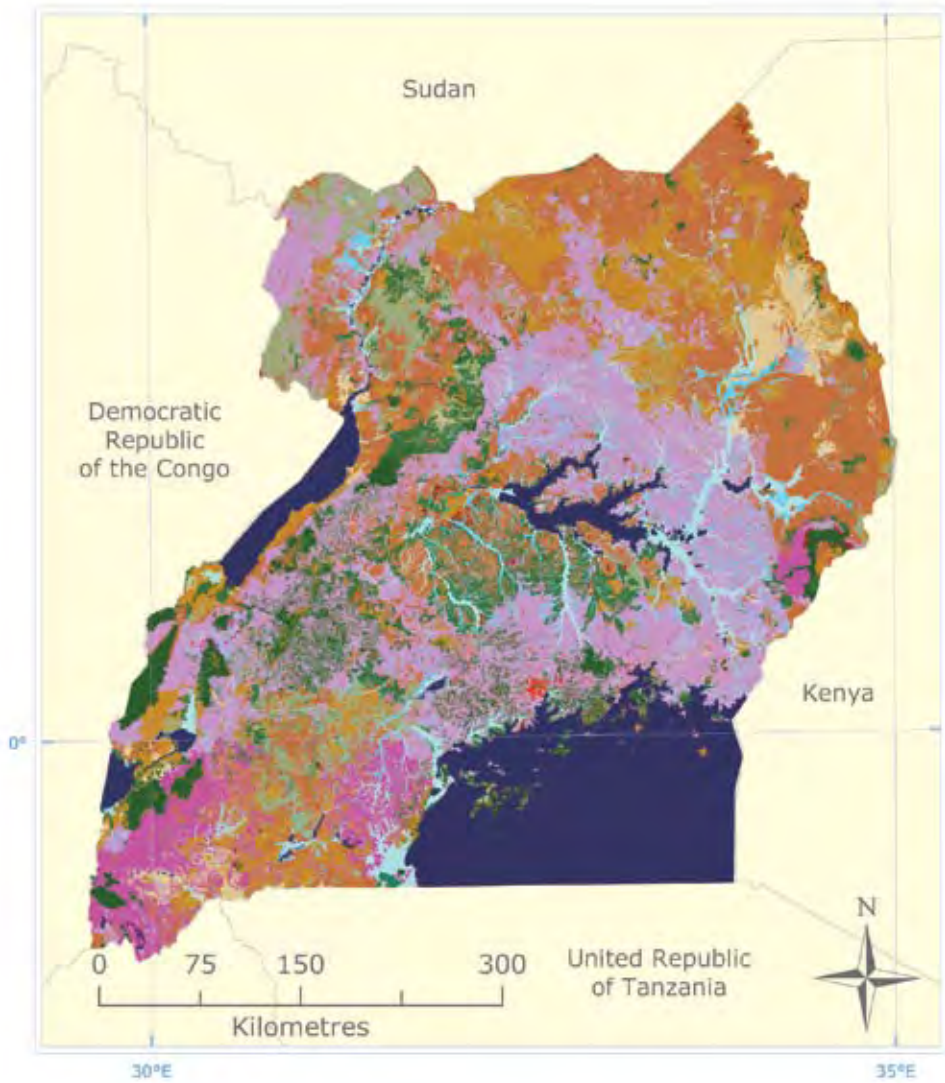 Sudan
Democratic
Republic
of the Congo
Kenya
0°
N
0 75 150 300
Kilometres
United Republic
of Tanzania
30°E 35°E